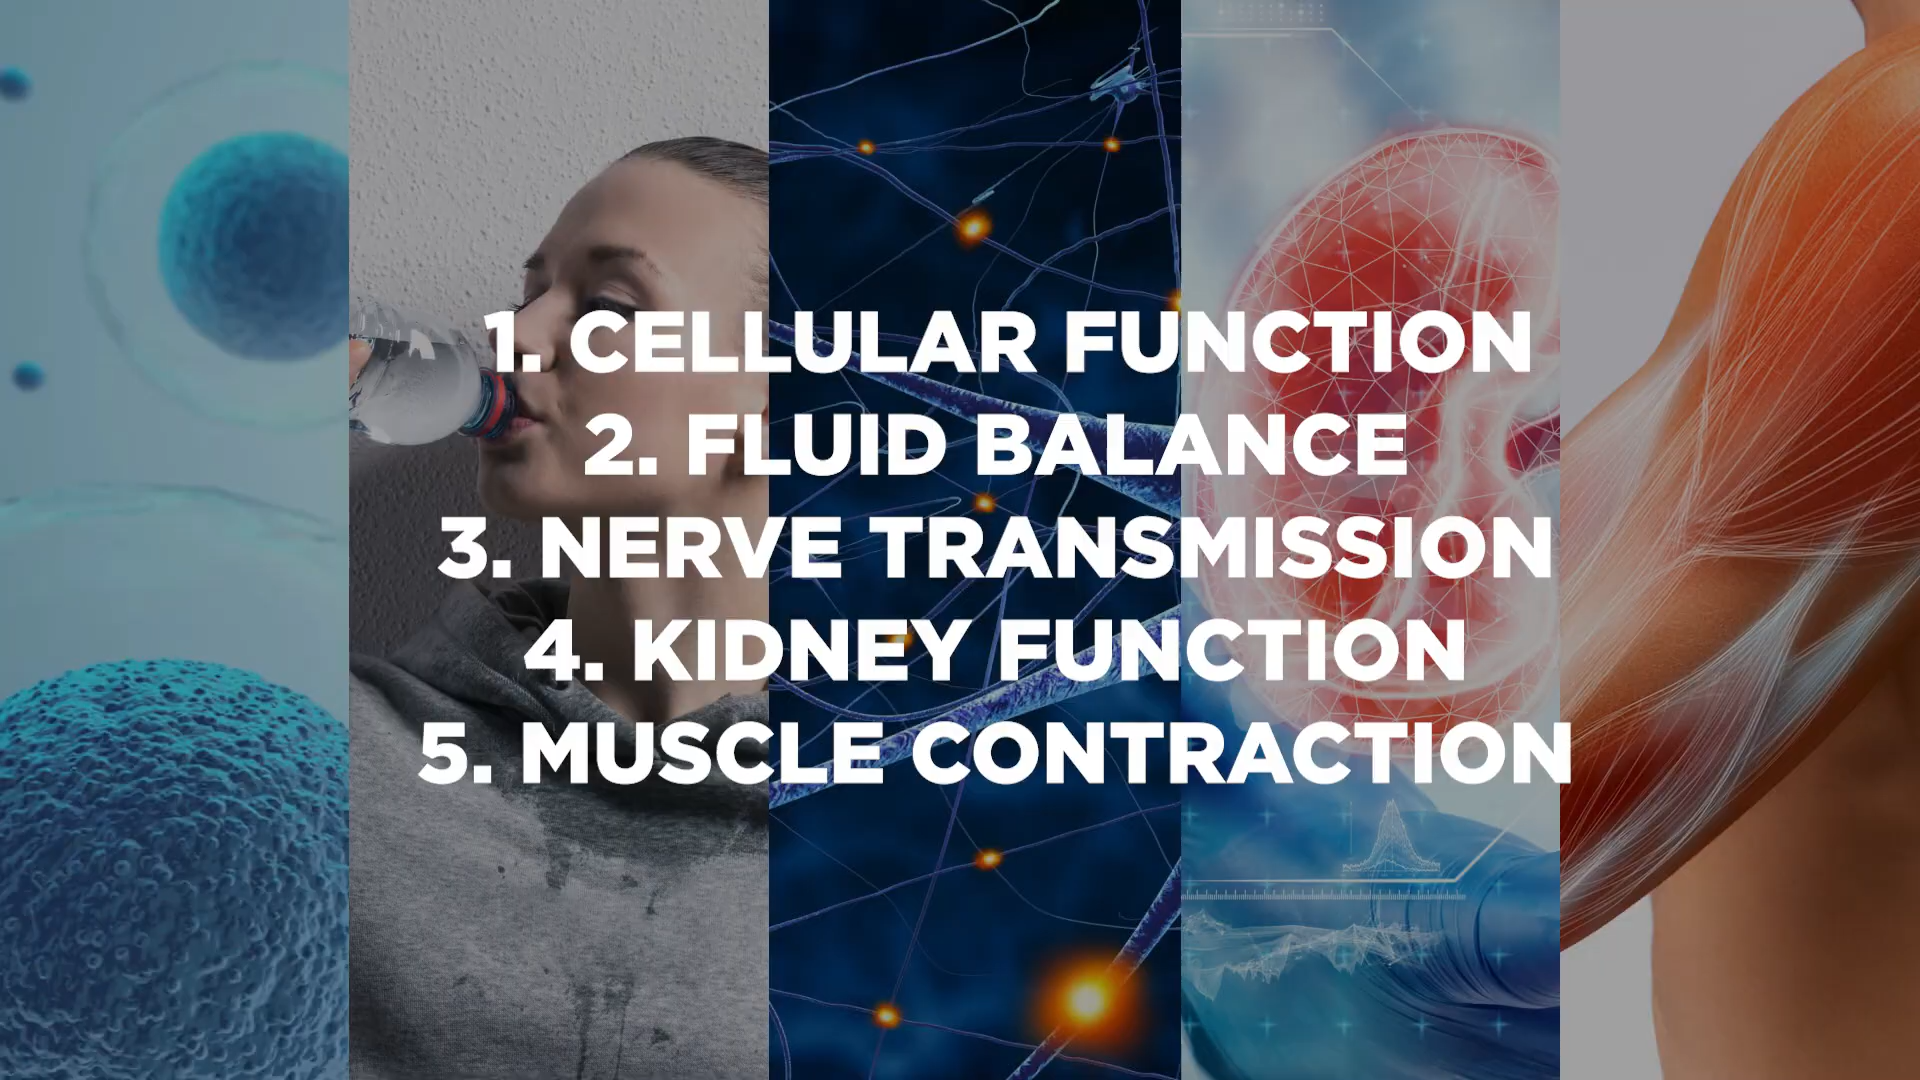 1. CELLULAR FUNCTION
2. FLUID BALANCE
3. NERVE TRANSMISSION
4. KIDNEY FUNCTION
5. MUSCLE CONTRACTION